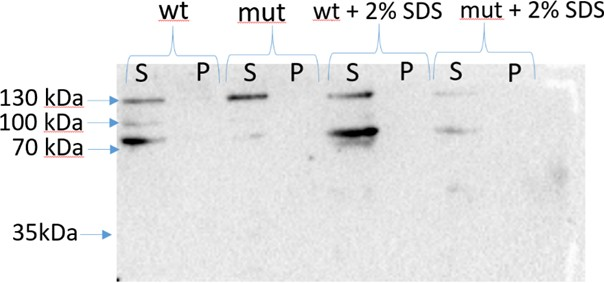 wt mut wt + 2% SDS mut + 2% SDS
S P S P S P S P
130 kDa
100 kDa
70 kDa
35kDa